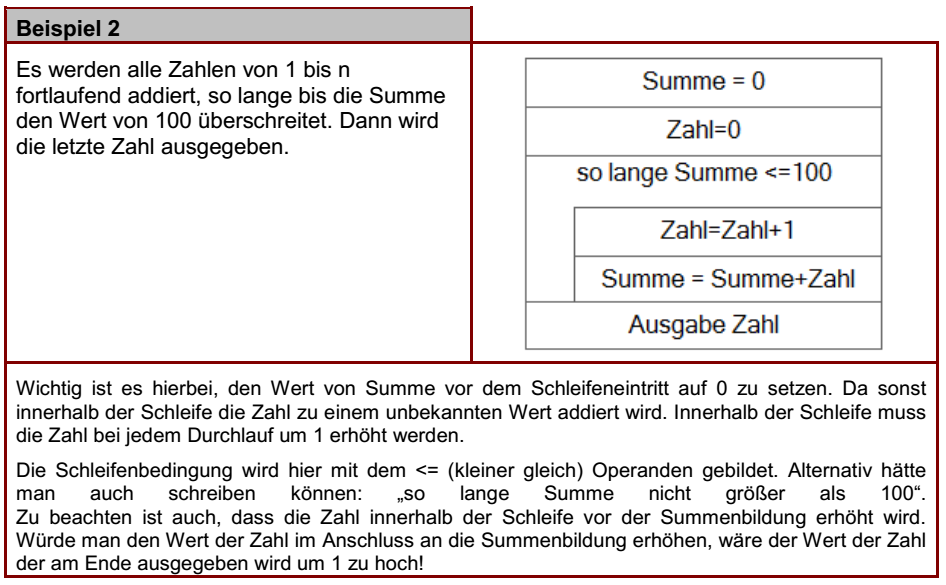 Beispiel 2
Es werden alle Zahlen von 1 bis n
fortlaufend addiert, so lange bis die Summe
den Wert von 100 überschreitet. Dann wird
die letzte Zahl ausgegeben.
Summe = 0
Zahl=0
so lange Summe <=100
Zahl=Zahl+1
Summe = Summe+Zahl
Ausgabe Zahl
Wichtig ist es hierbei, den Wert von Summe vor dem Schleifeneintritt auf 0 zu setzen. Da sonst
innerhalb der Schleife die Zahl zu einem unbekannten Wert addiert wird. Innerhalb der Schleife muss
die Zahl bei jedem Durchlauf um 1 erhöht werden.
Die Schleifenbedingung wird hier mit dem <= (kleiner gleich) Operanden gebildet. Alternativ hätte
man auch schreiben können: „so lange Summe nicht größer als 100“.
Zu beachten ist auch, dass die Zahl innerhalb der Schleife vor der Summenbildung erhöht wird.
Würde man den Wert der Zahl im Anschluss an die Summenbildung erhöhen, wäre der Wert der Zahl
der am Ende ausgegeben wird um 1 zu hoch!